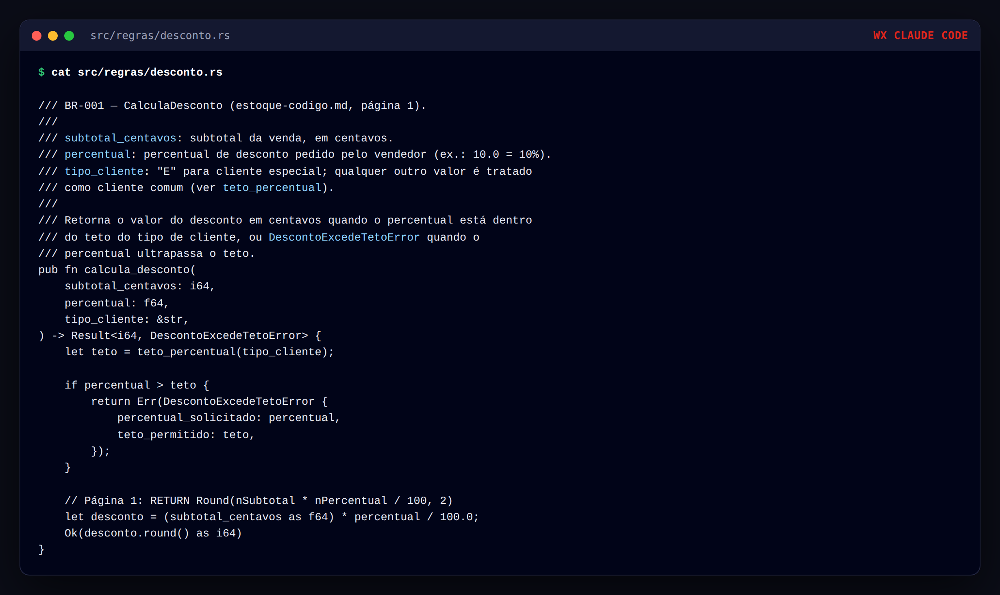 src/regras/desconto.rs
WX CLAUDE CODE
$ cat src/regras/desconto.rs
/// BR-001 — CalculaDesconto (estoque-codigo.md, página 1).
///
/// subtotal_centavos: subtotal da venda, em centavos.
/// percentual: percentual de desconto pedido pelo vendedor (ex.: 10.0 = 10%).
/// tipo_cliente: "E" para cliente especial; qualquer outro valor é tratado
/// como cliente comum (ver teto_percentual).
///
/// Retorna o valor do desconto em centavos quando o percentual está dentro
/// do teto do tipo de cliente, ou DescontoExcedeTetoError quando o
/// percentual ultrapassa o teto.
pub fn calcula_desconto(
    subtotal_centavos: i64,
    percentual: f64,
    tipo_cliente: &str,
) -> Result<i64, DescontoExcedeTetoError> {
    let teto = teto_percentual(tipo_cliente);
    if percentual > teto {
        return Err(DescontoExcedeTetoError {
            percentual_solicitado: percentual,
            teto_permitido: teto,
        });
    }
    // Página 1: RETURN Round(nSubtotal * nPercentual / 100, 2)
    let desconto = (subtotal_centavos as f64) * percentual / 100.0;
    Ok(desconto.round() as i64)
}